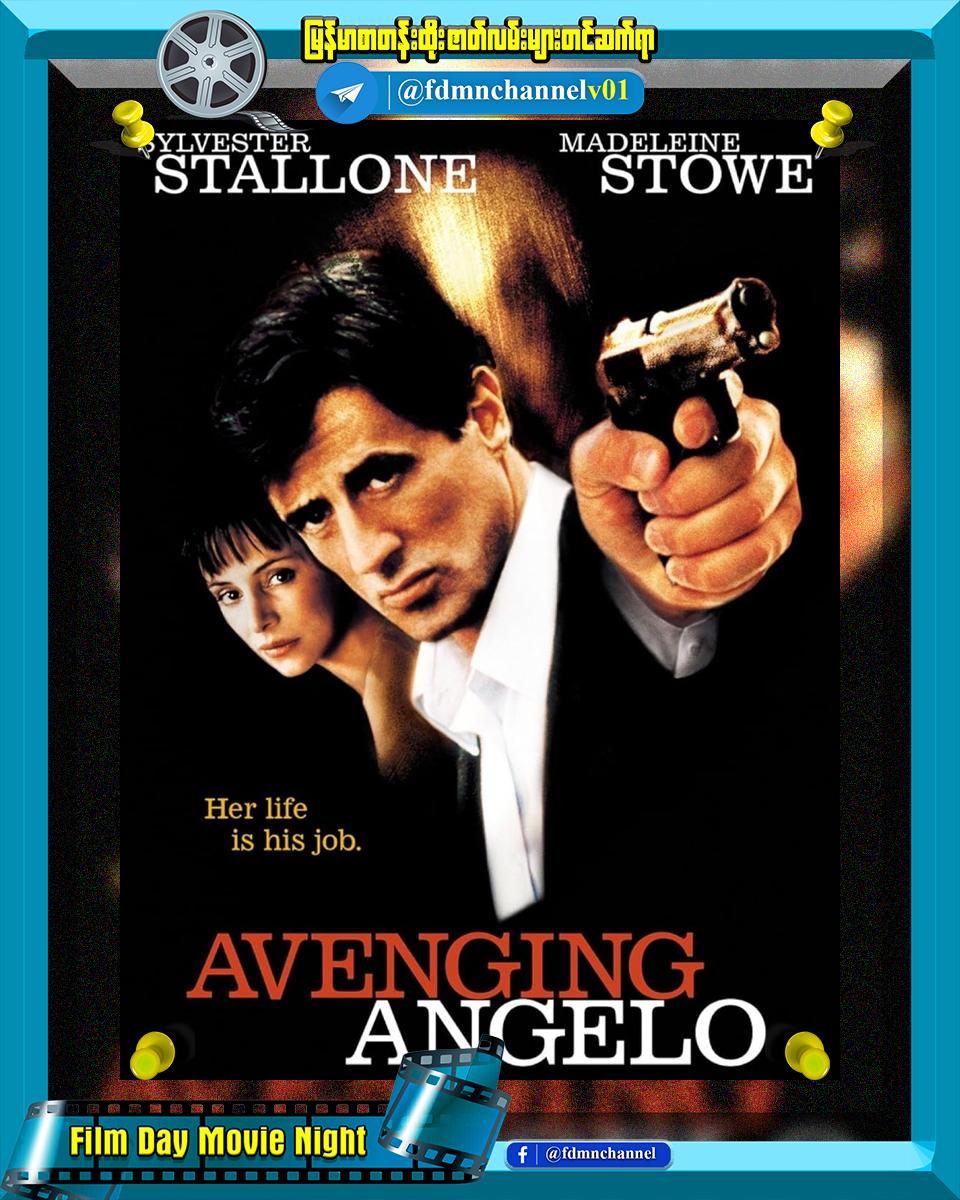 မြန်မာစာတန်းထိုးဇာတ်လမ်းများတင်ဆက်ရာ
@fdmnchannelv01
SYLVESTER
STALLONE
MADELEINE
STOWE
Her life
is his job.
AVENGING
ANGELO
Film Day Movie Night
@fdmnchannel